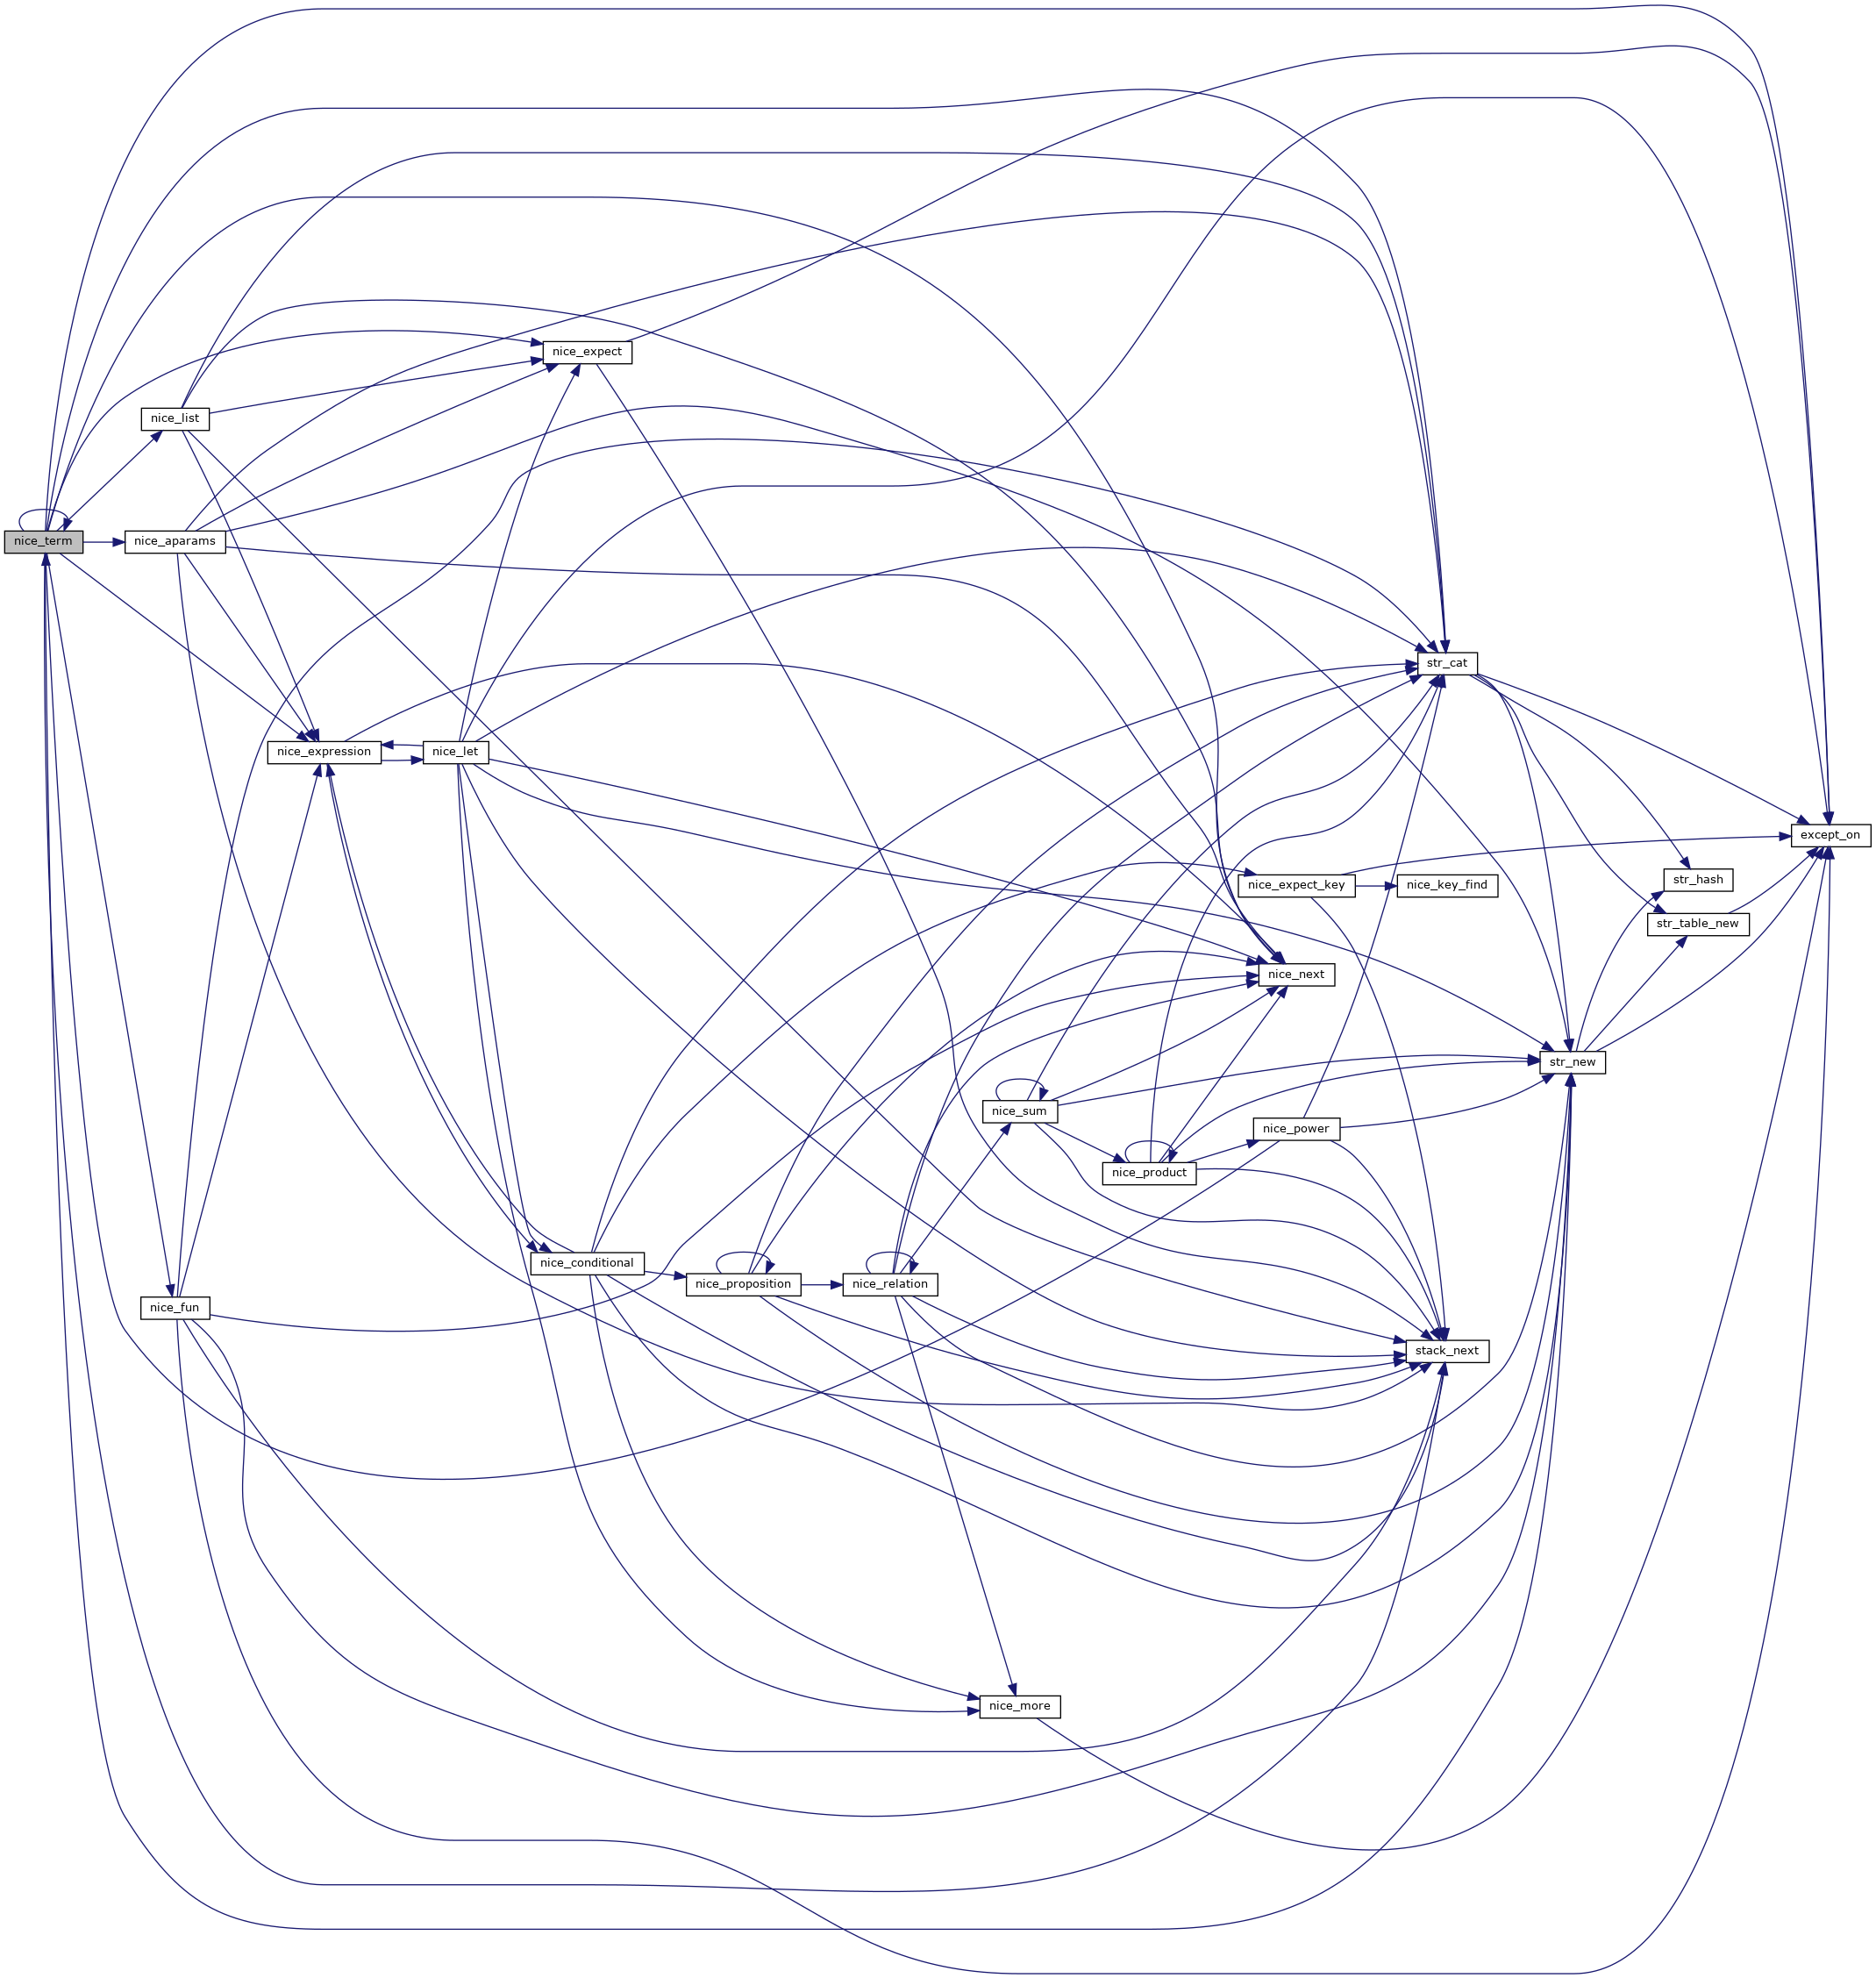 nice_expect
nice_list
nice_term
nice_aparams
str_cat
nice_expression
nice_let
except_on
str_hash
nice_expect_key
nice_key_find
str_table_new
nice_next
str_new
nice_sum
nice_power
nice_product
nice_conditional
nice_proposition
nice_relation
nice_fun
stack_next
nice_more